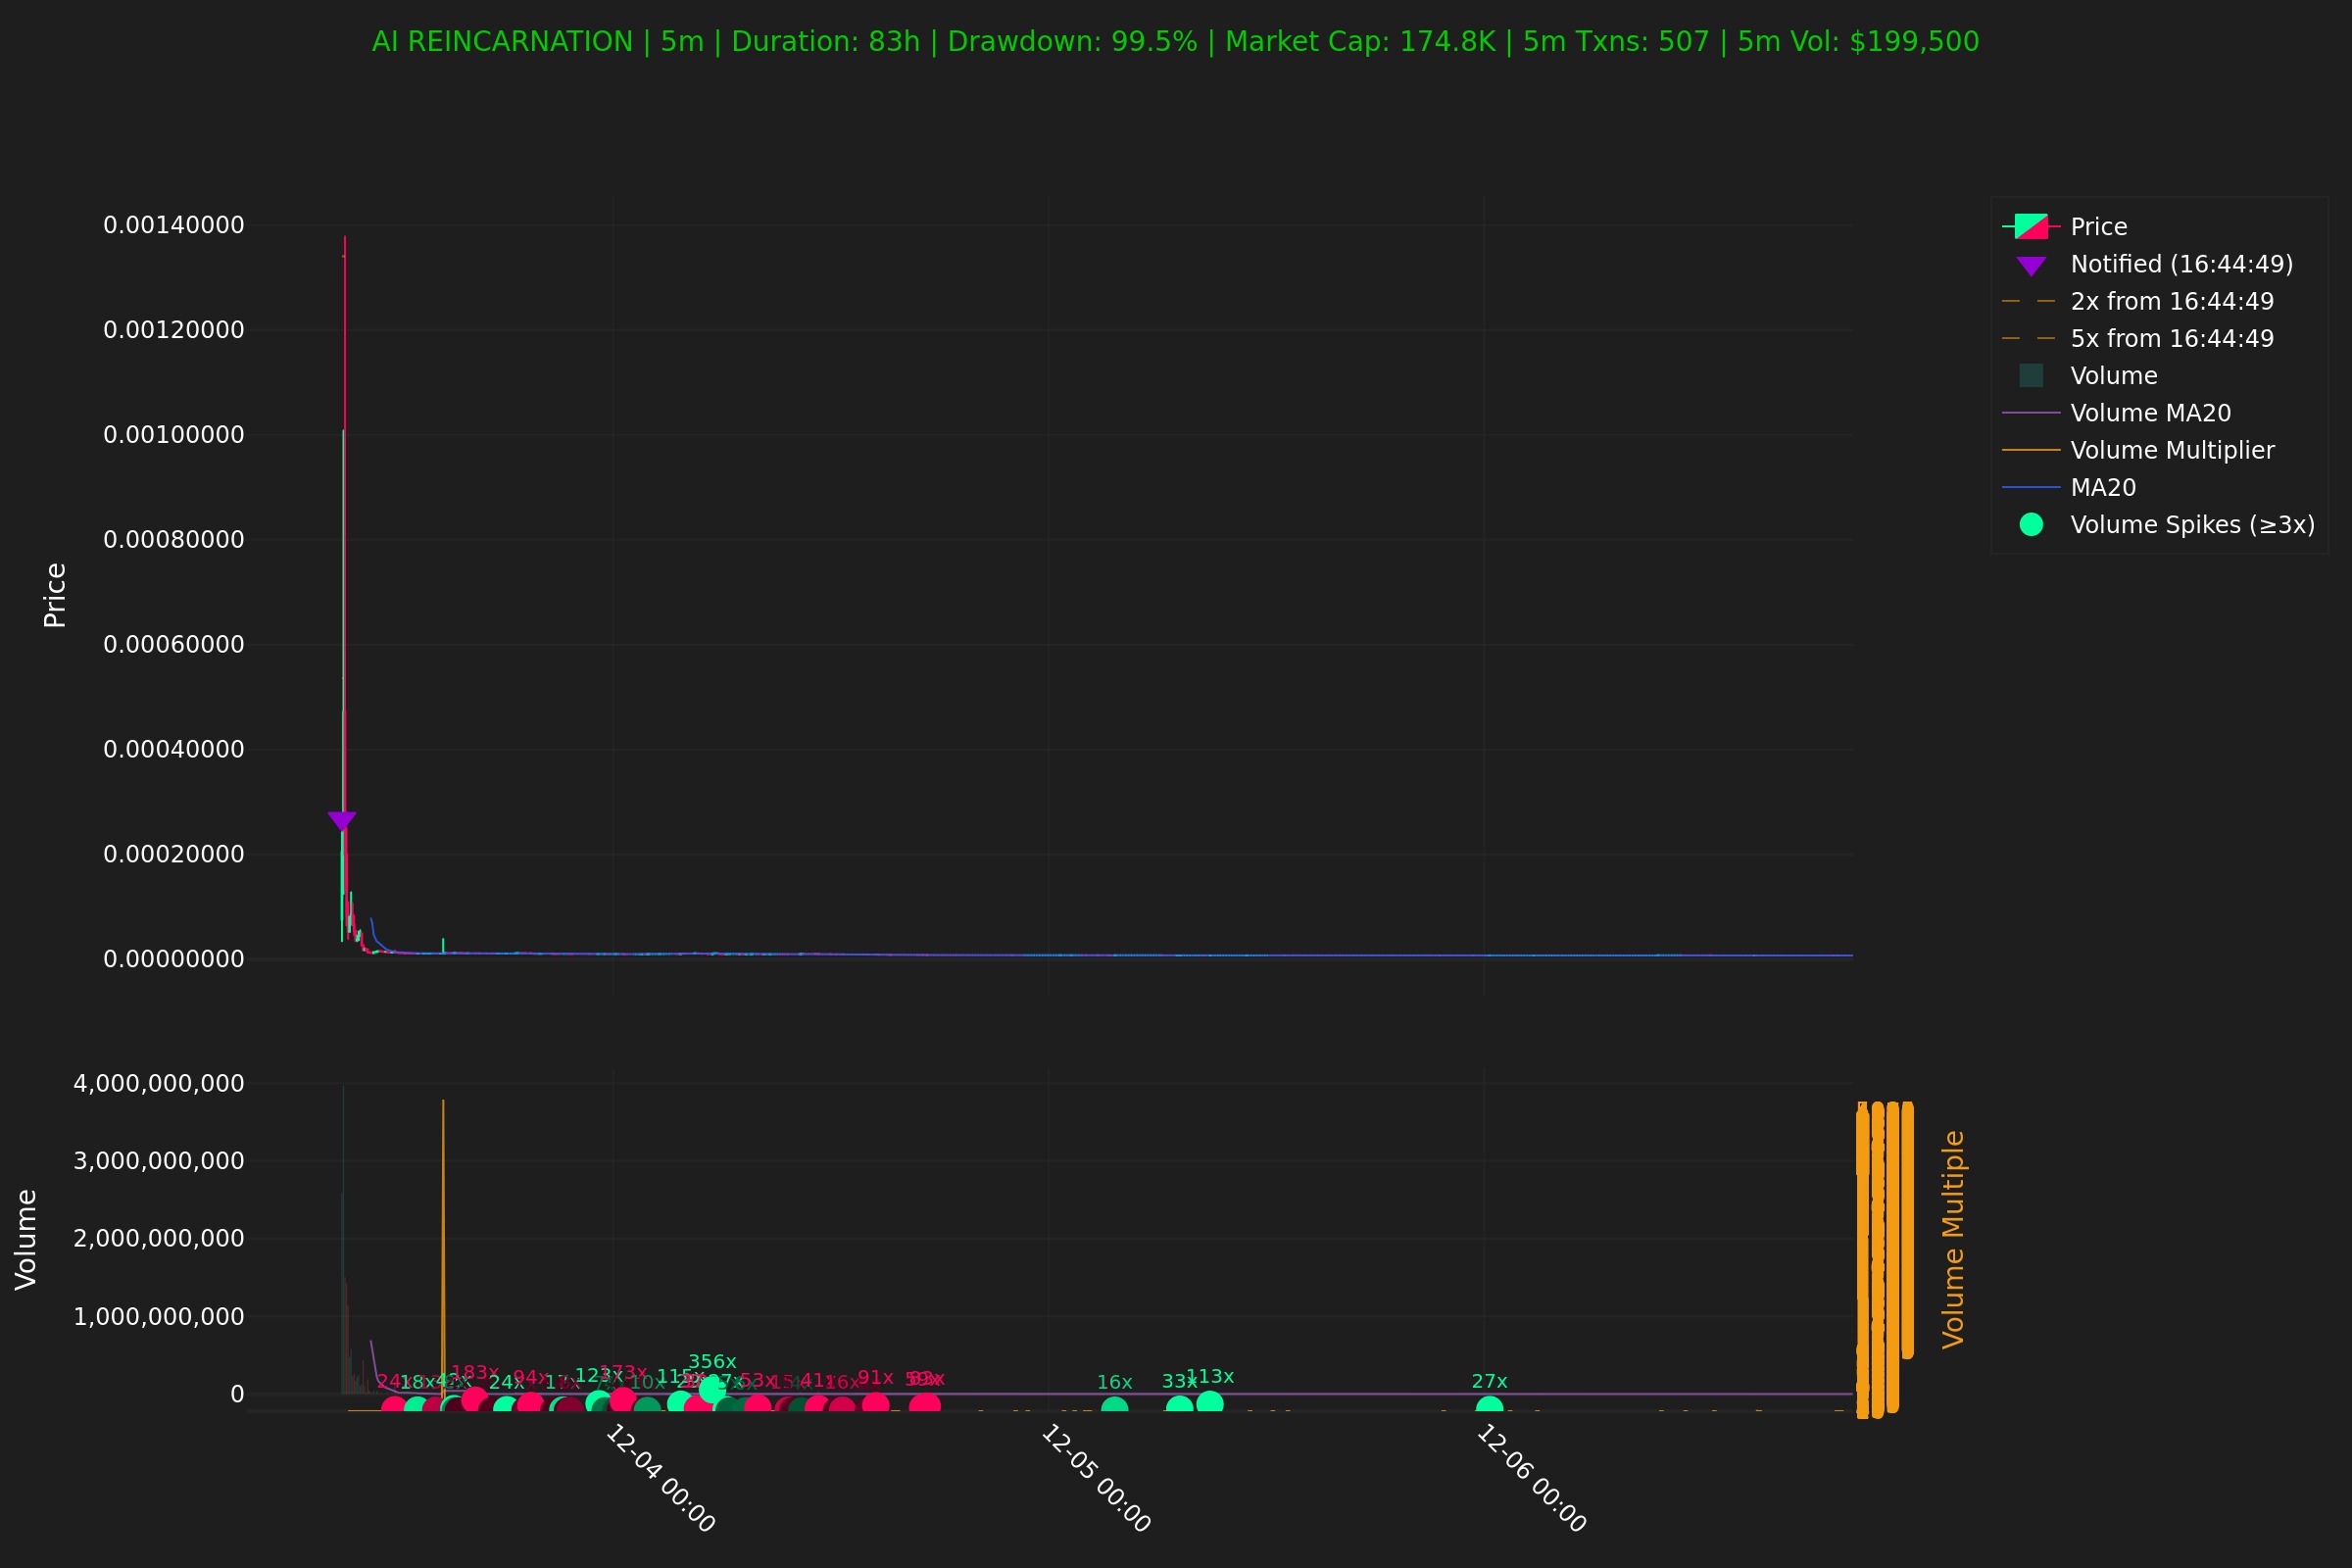 AI REINCARNATION | 5m | Duration: 83h | Drawdown: 99.5% | Market Cap: 174.8K | 5m Txns: 507 | 5m Vol: $199,500
0.00140000
0.00120000
0.00100000
0.00080000
0.00060000
0.00040000
0.00020000
0.00000000
Price
Price
Notified (16:44:49)
2x from 16:44:49
5x from 16:44:49
Volume
Volume MA20
Volume Multiplier
MA20
Volume Spikes (≥3x)
4,000,000,000
3,000,000,000
2,000,000,000
1,000,000,000
0
Volume
24x
18x
183x
24x
94x
123x
173x
10x
115x
356x
53x
41x
16x
91x
16x
33x
113x
27x
Volume Multiple
12-04 00:00
12-05 00:00
12-06 00:00